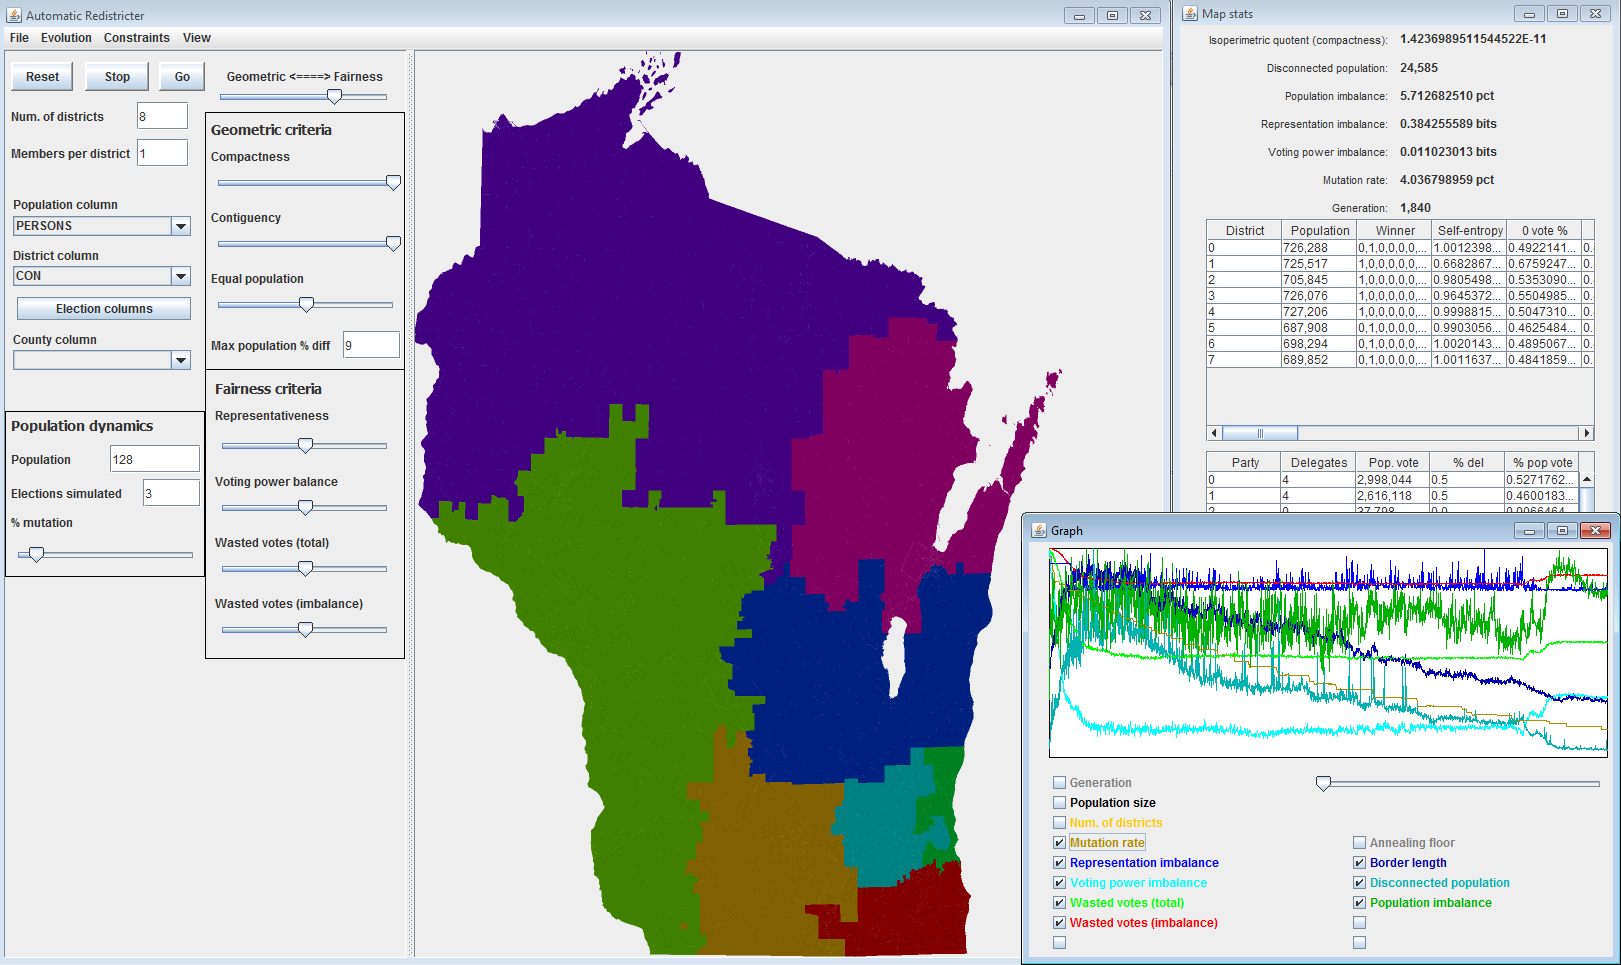 Automatic Redistricter
File Evolution Constraints View
Reset Stop Go
Geometric <====> Fairness
Num. of districts 8
Members per district 1
Population column
PERSONS
District column
CON
Election columns
County column
Geometric criteria
Compactness
Contiguency
Equal population
Max population % diff 9
Fairness criteria
Representativeness
Voting power balance
Wasted votes (total)
Wasted votes (imbalance)
Population dynamics
Population 128
Elections simulated 3
% mutation
Map stats
Isoperimetric quotent (compactness): 1.4236989511544522E-11
Disconnected population: 24,585
Population imbalance: 5.712682510 pct
Representation imbalance: 0.384255589 bits
Voting power imbalance: 0.011023013 bits
Mutation rate: 4.036798959 pct
Generation: 1,840
District Population Winner Self-entropy 0 vote %
0 726,288 0,1,0,0,0,0,... 1.0012398... 0.4922141... 0.
1 725,517 1,0,0,0,0,0,... 0.6682867... 0.6759247... 0.
2 705,845 1,0,0,0,0,0,... 0.9805498... 0.5353090... 0.
3 726,076 1,0,0,0,0,0,... 0.9645372... 0.5504985... 0.
4 727,206 1,0,0,0,0,0,... 0.9998815... 0.5047310... 0.
5 687,908 0,1,0,0,0,0,... 0.9903056... 0.4625484... 0.
6 698,294 0,1,0,0,0,0,... 1.0020143... 0.4895067... 0.
7 689,852 0,1,0,0,0,0,... 1.0011637... 0.4841859... 0.
Party Delegates Pop. vote % del % pop vote
0 4 2,998,044 0.5 0.5271762...
1 4 2,616,118 0.5 0.4600183...
2 0 37,798 0.0 0.0066464...
Graph
Generation
Population size
Num. of districts
Mutation rate
Representation imbalance
Voting power imbalance
Wasted votes (total)
Wasted votes (imbalance)
Annealing floor
Border length
Disconnected population
Population imbalance